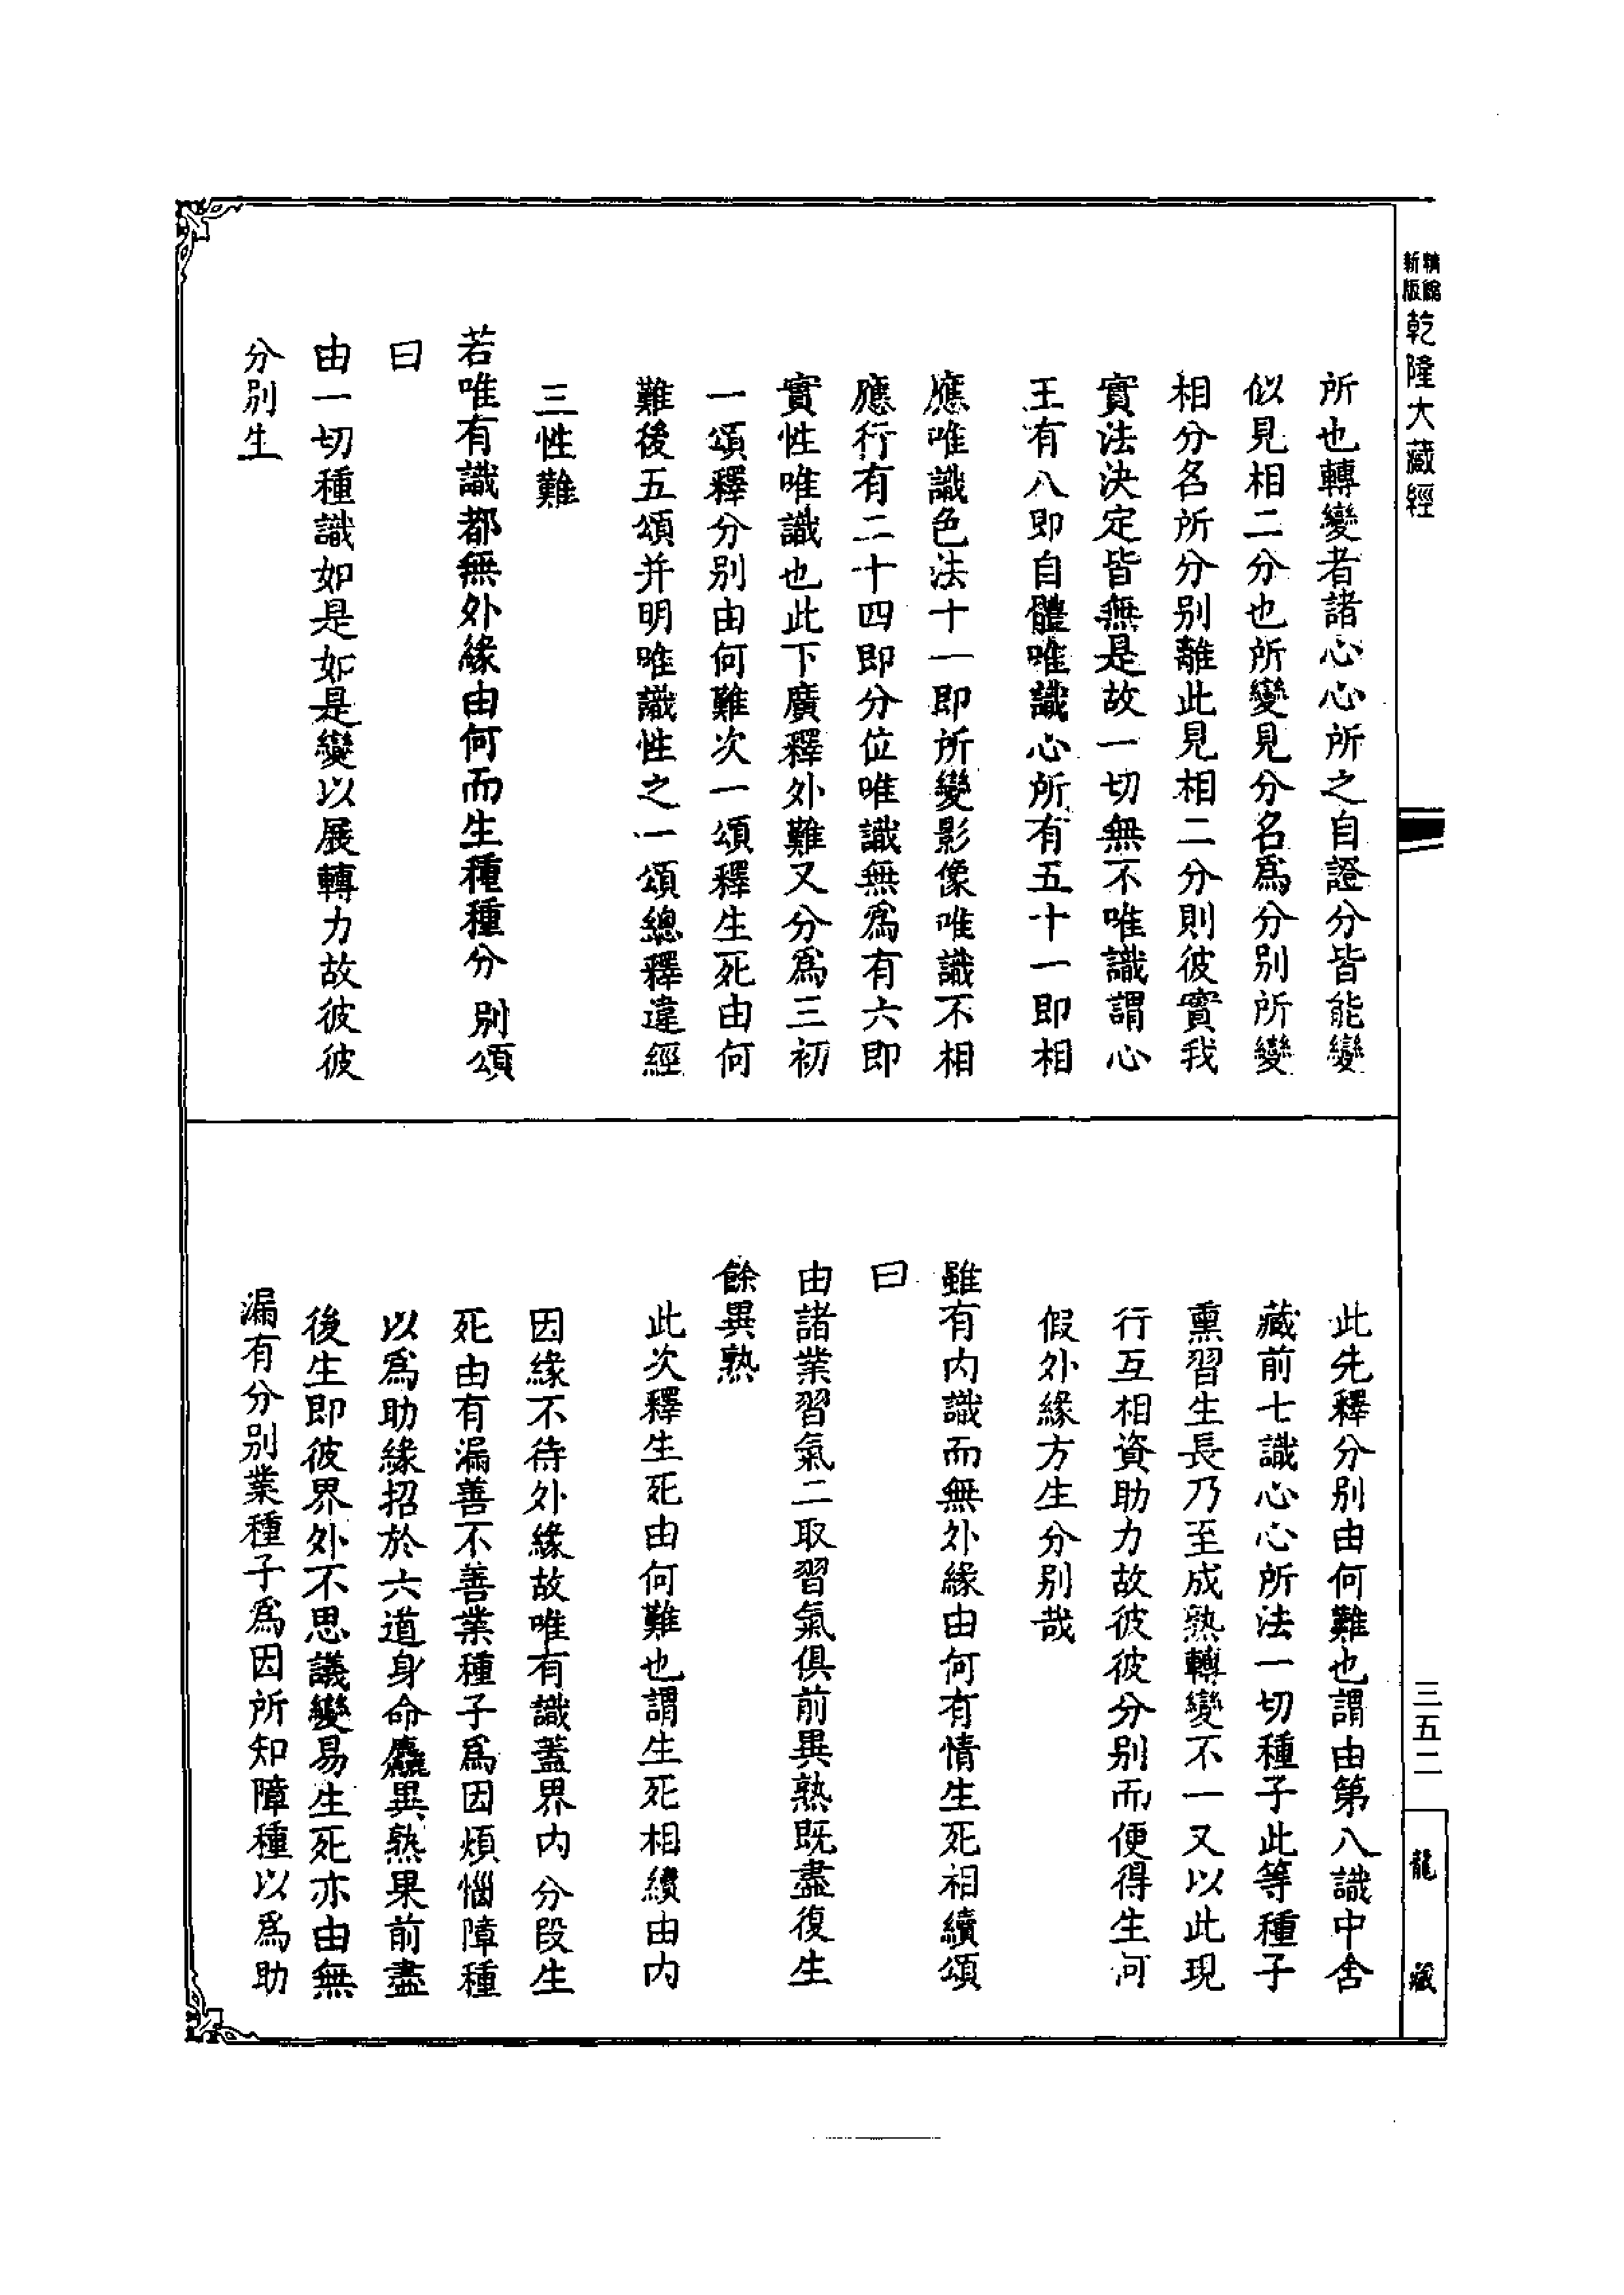 精縮
新版
乾隆大藏經
所也轉變者諸心心所之自證分皆能變
似見相二分也所變見分名爲分別所變
相分名所分別離此見相二分則彼實我
實法決定皆無是故一切無不唯識謂心
王有八即自體唯識心所有五十一即相
應唯識色法十一即所變影像唯識不相
應行有二十四即分位唯識無爲有六即
實性唯識也此下廣釋外難又分爲三初
一頌釋分別由何難次一頌釋生死由何
難後五頌并明唯識性之一頌總釋違經
三性難
若唯有識都無外緣由何而生種種分別頌
曰
由一切種識如是如是變以展轉力故彼彼
分別生
此先釋分別由何難也謂由第八識中舍
藏前七識心心所法一切種子此等種子
熏習生長乃至成熟轉變不一又以此現
行互相資助力故彼彼分別而便得生何
假外緣方生分別哉
雖有内識而無外緣由何有情生死相續頌
曰
由諸業習氣二取習氣俱前異熟既盡復生
餘異熟
此次釋生死由何難也謂生死相續由内
因緣不待外緣故唯有識蓋界内分段生
死由有漏善不善業種子爲因煩惱障種
以爲助緣招於六道身命麤異熟果前盡
後生即彼界外不思議變易生死亦由無
漏有分別業種子爲因所知障種以爲助
三五二
龍藏